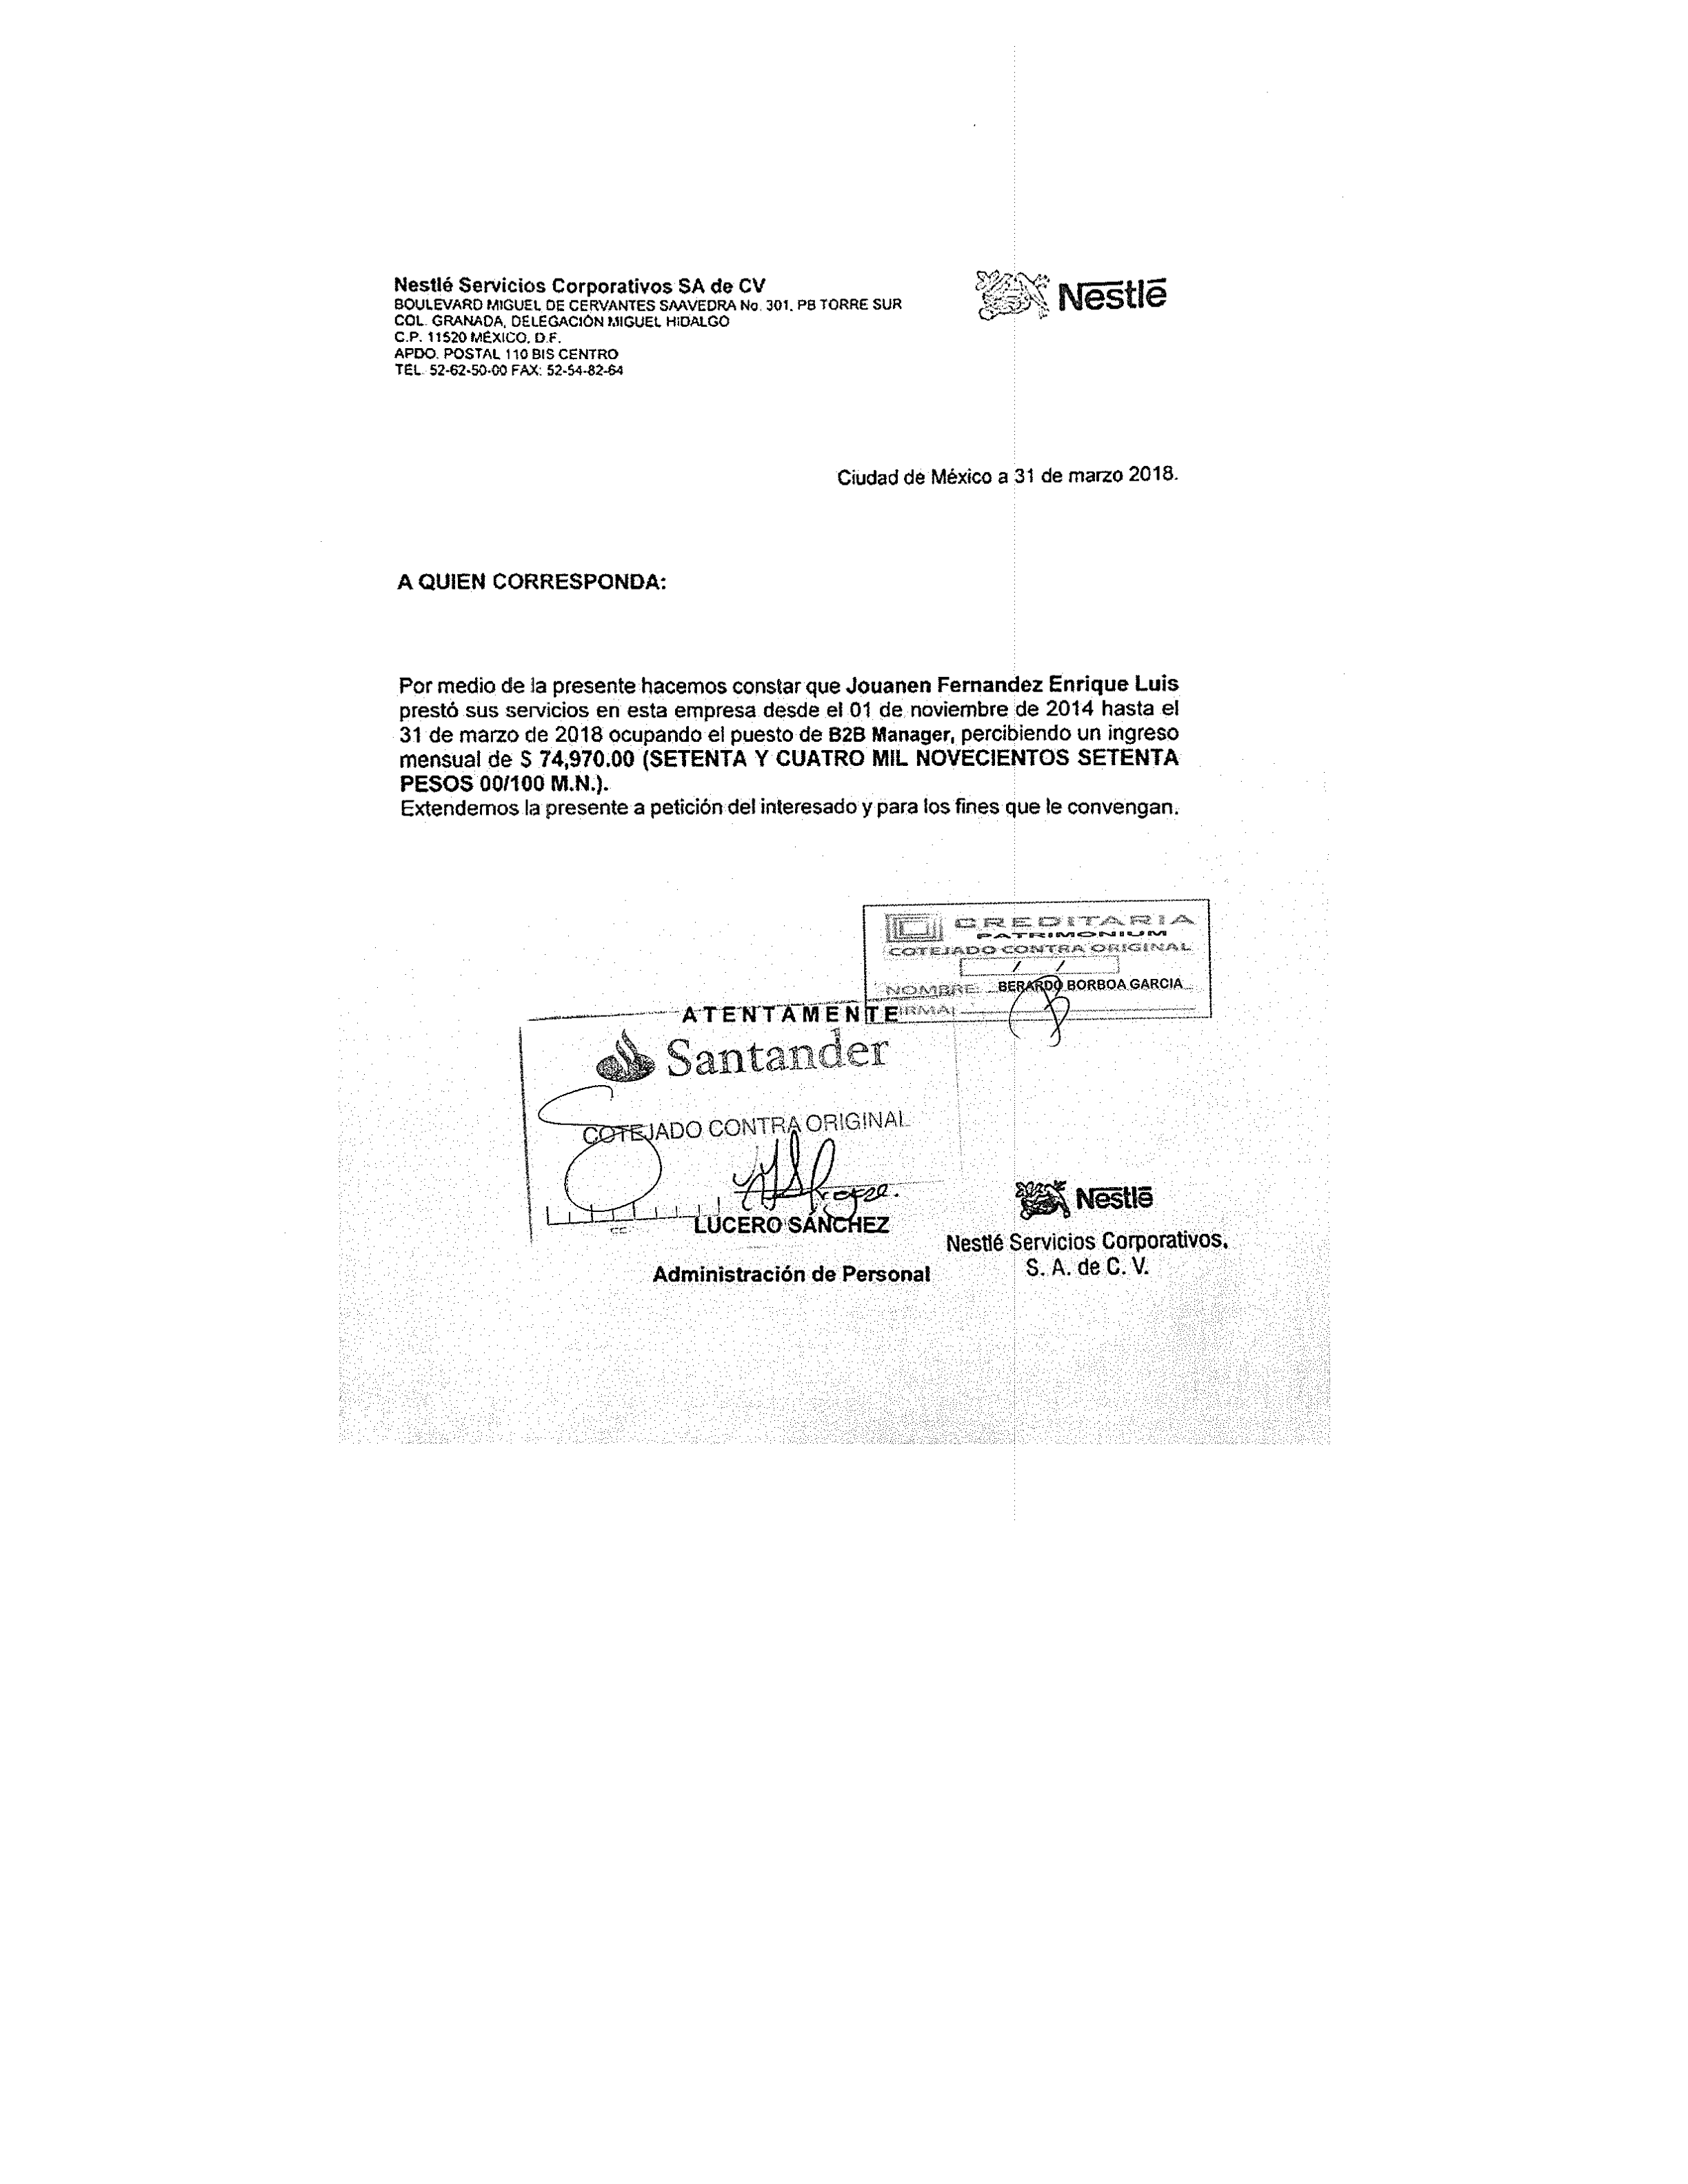 Nestlé Servicios Corporativos SA de CV
BOULEVARD MIGUEL DE CERVANTES SAAVEDRA No. 301, PB TORRE SUR
COL. GRANADA, DELEGACIÓN MIGUEL HIDALGO
C.P. 11520 MÉXICO, D.F.
APDO. POSTAL 110 BIS CENTRO
TEL. 52-62-50-00 FAX: 52-54-82-64
Nestlé
Ciudad de México a 31 de marzo 2018.
A QUIEN CORRESPONDA:
Por medio de la presente hacemos constar que Jouanen Fernandez Enrique Luis
prestó sus servicios en esta empresa desde el 01 de noviembre de 2014 hasta el
31 de marzo de 2018 ocupando el puesto de B2B Manager, percibiendo un ingreso
mensual de $ 74,970.00 (SETENTA Y CUATRO MIL NOVECIENTOS SETENTA
PESOS 00/100 M.N.).
Extendemos la presente a petición del interesado y para los fines que le convengan.
CREDITARIA
PATRIMONIUM
COTEJADO CONTRA ORIGINAL
/ /
NOMBRE: BERARDO BORBOA GARCIA
FIRMA:
ATENTAMENTE
Santander
COTEJADO CONTRA ORIGINAL
LUCERO SÁNCHEZ
Administración de Personal
Nestlé
Nestlé Servicios Corporativos,
S. A. de C. V.